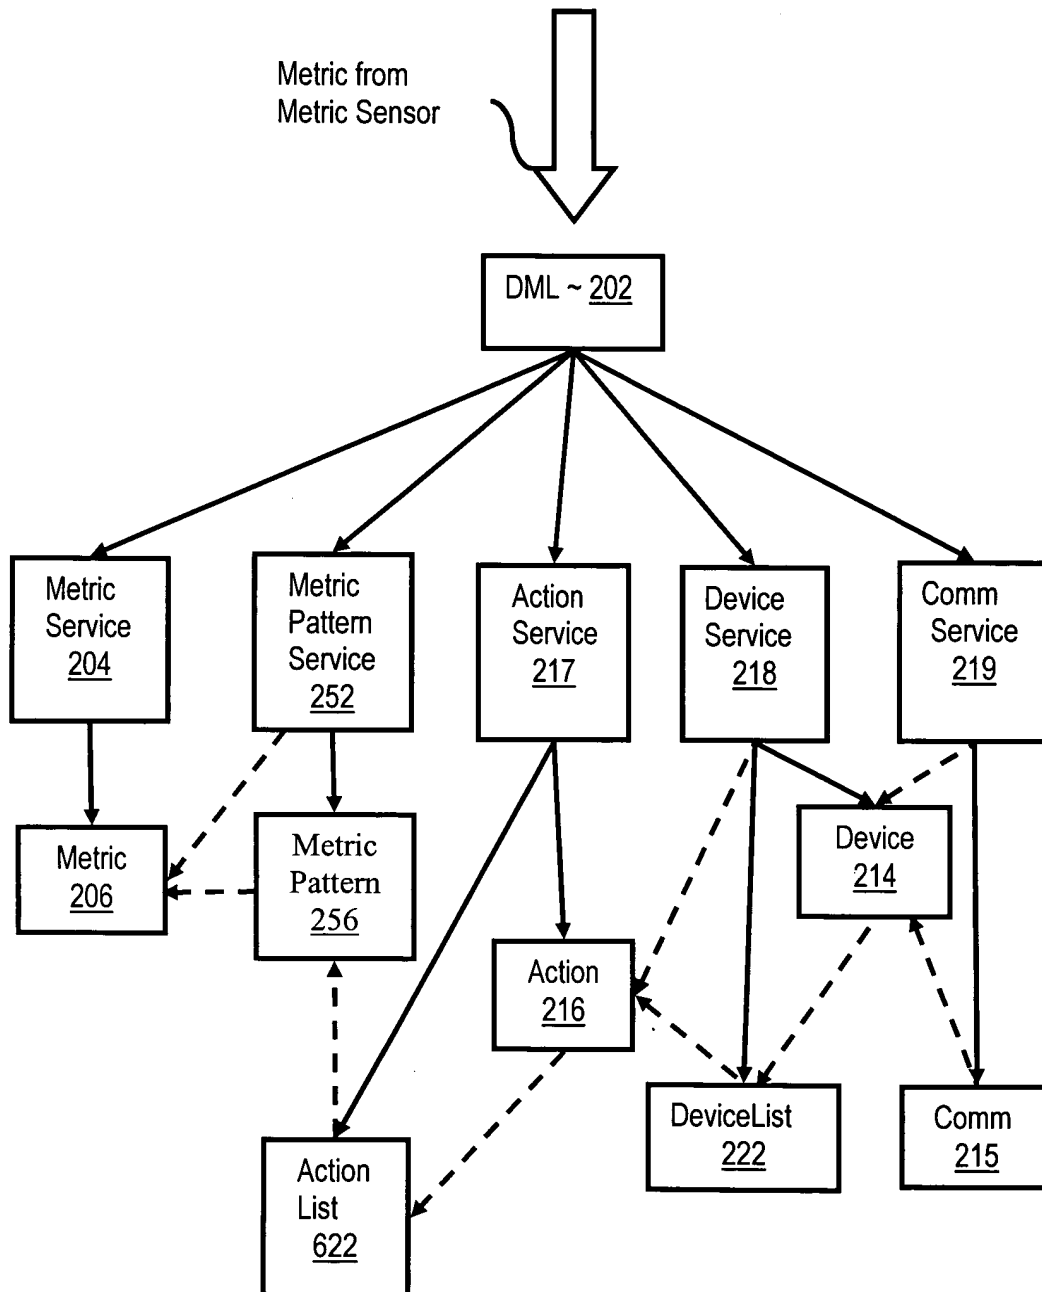 Metric from
Metric Sensor
DML ~ 202
Metric
Service
204
Metric
Pattern
Service
252
Action
Service
217
Device
Service
218
Comm
Service
219
Metric
206
Metric
Pattern
256
Device
214
Action
216
DeviceList
222
Comm
215
Action
List
622